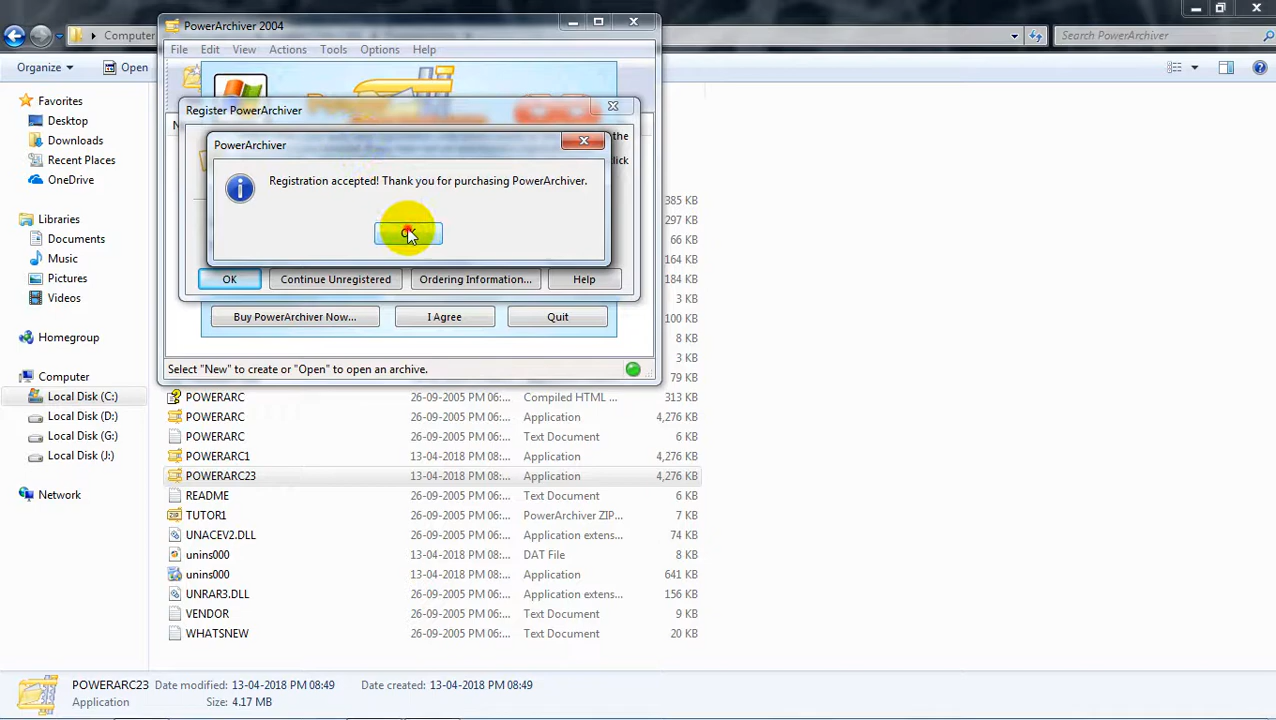 PowerArchiver 2004
Computer
Search PowerArchiver
File Edit View Actions Tools Options Help
Organize
Open
Register PowerArchiver
the
click
PowerArchiver
Registration accepted! Thank you for purchasing PowerArchiver.
OK Continue Unregistered Ordering Information... Help
Buy PowerArchiver Now... I Agree Quit
Select "New" to create or "Open" to open an archive.
Favorites
Desktop
Downloads
Recent Places
OneDrive
Libraries
Documents
Music
Pictures
Videos
Homegroup
Computer
Local Disk (C:)
Local Disk (D:)
Local Disk (G:)
Local Disk (J:)
Network
385 KB
297 KB
66 KB
164 KB
347 KB
3 KB
100 KB
8 KB
3 KB
79 KB
POWERARC 26-09-2005 PM 06:... Compiled HTML ... 313 KB
POWERARC 26-09-2005 PM 06:... Application 4,276 KB
POWERARC 26-09-2005 PM 06:... Text Document 6 KB
POWERARC1 13-04-2018 PM 08:... Application 4,276 KB
POWERARC23 13-04-2018 PM 08:... Application 4,276 KB
README 26-09-2005 PM 06:... Text Document 6 KB
TUTOR1 26-09-2005 PM 06:... PowerArchiver ZIP... 7 KB
UNACEV2.DLL 26-09-2005 PM 06:... Application extens... 74 KB
unins000 13-04-2018 PM 08:... DAT File 8 KB
unins000 13-04-2018 PM 08:... Application 641 KB
UNRAR3.DLL 26-09-2005 PM 06:... Application extens... 156 KB
VENDOR 26-09-2005 PM 06:... Text Document 9 KB
WHATSNEW 26-09-2005 PM 06:... Text Document 20 KB
POWERARC23 Date modified: 13-04-2018 PM 08:49 Date created: 13-04-2018 PM 08:49
Application Size: 4.17 MB